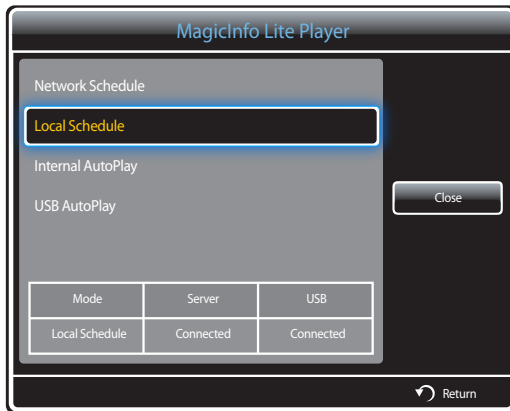 MagicInfo Lite Player
Network Schedule
Local Schedule
Internal AutoPlay
USB AutoPlay
Close
Mode Server USB
Local Schedule Connected Connected
Return